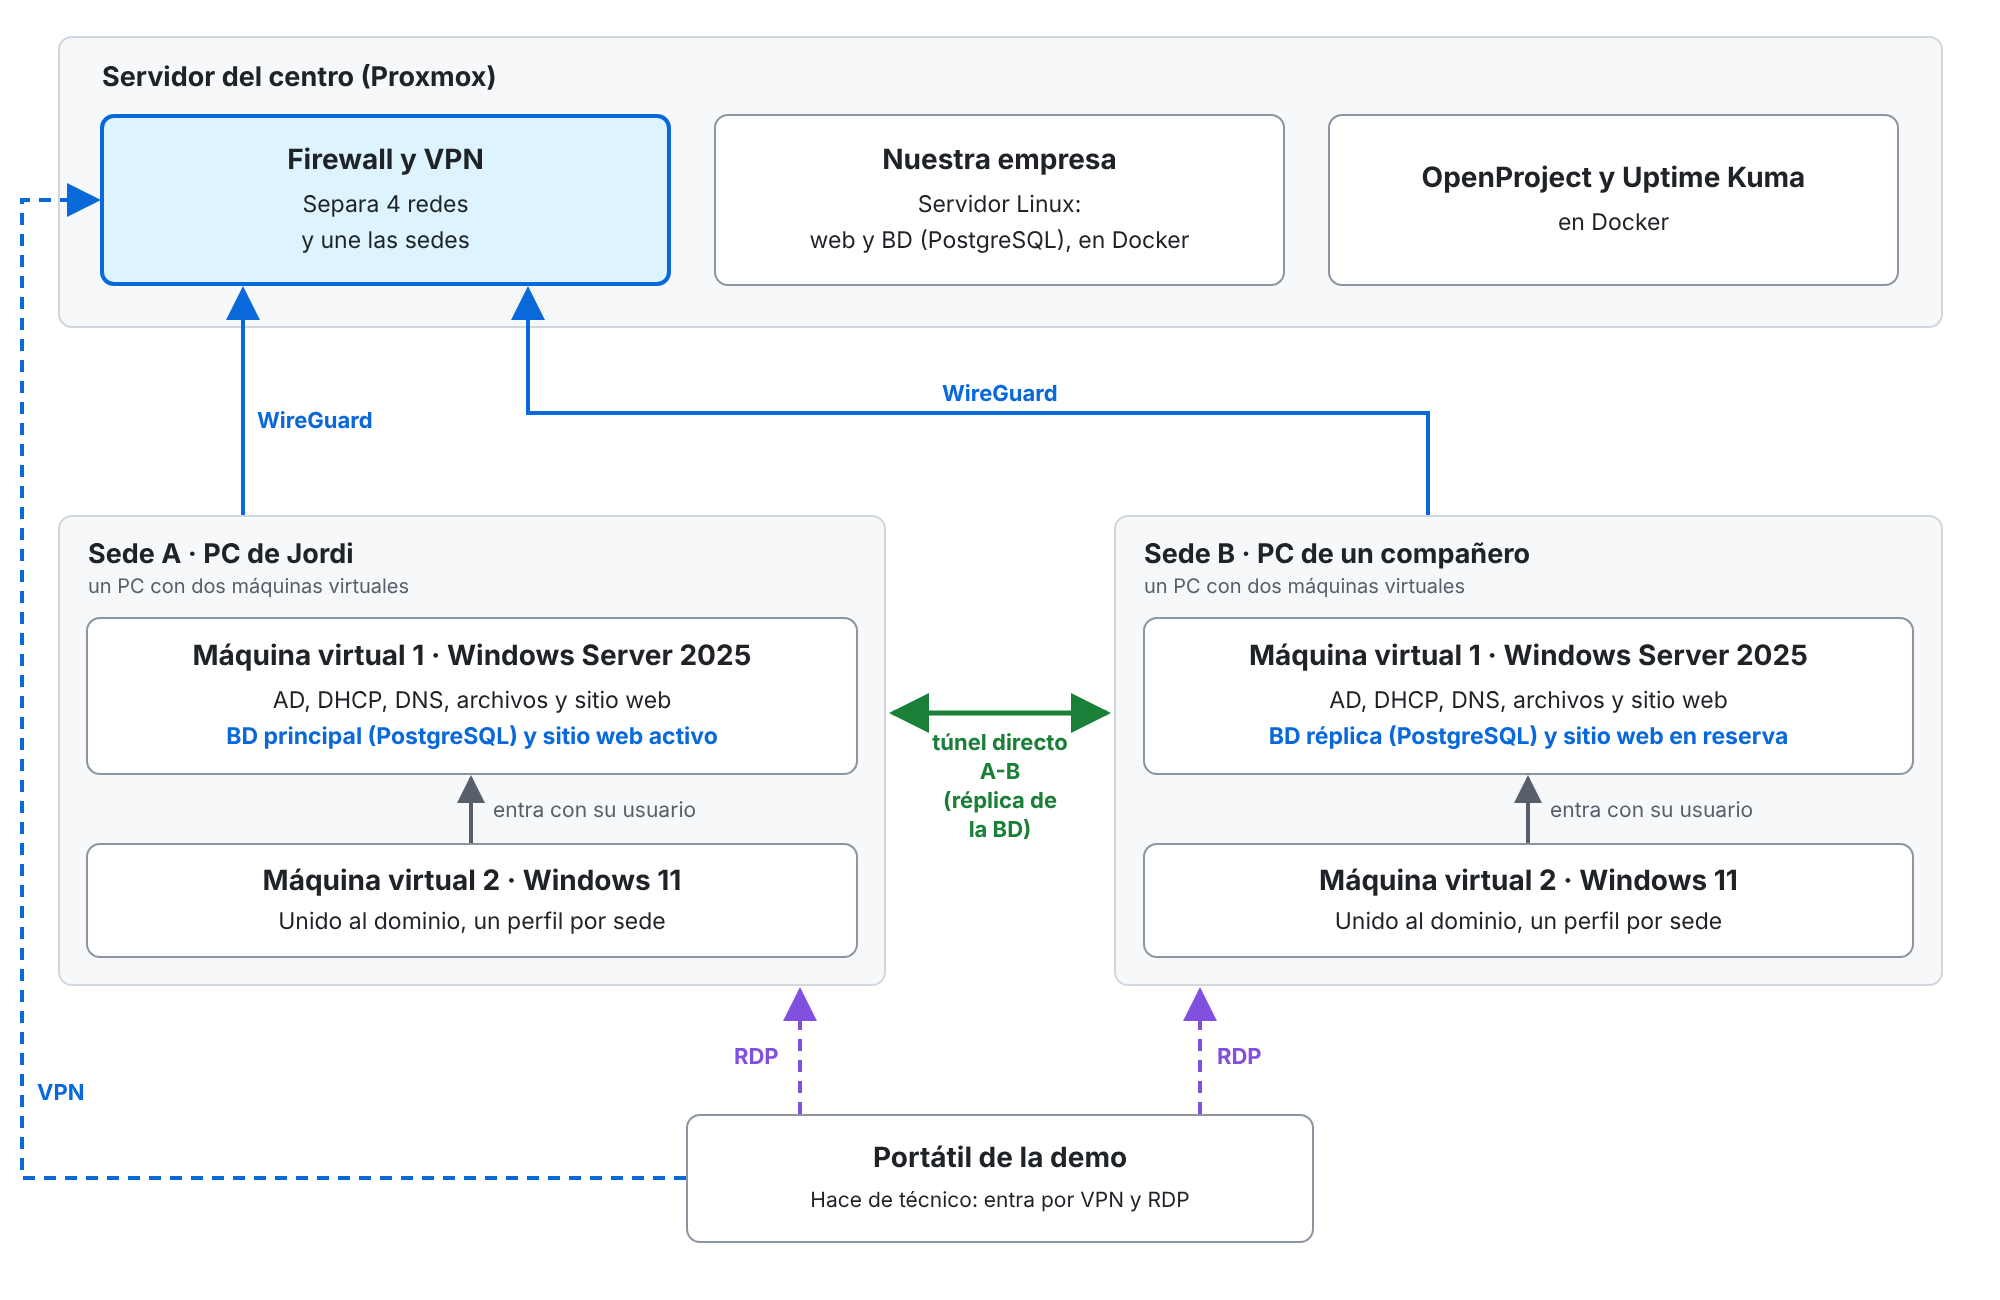 Servidor del centro (Proxmox)
Firewall y VPN
Separa 4 redes
y une las sedes
Nuestra empresa
Servidor Linux:
web y BD (PostgreSQL), en Docker
OpenProject y Uptime Kuma
en Docker
WireGuard
WireGuard
Sede A · PC de Jordi
un PC con dos máquinas virtuales
Máquina virtual 1 · Windows Server 2025
AD, DHCP, DNS, archivos y sitio web
BD principal (PostgreSQL) y sitio web activo
entra con su usuario
Máquina virtual 2 · Windows 11
Unido al dominio, un perfil por sede
túnel directo
A-B
(réplica de
la BD)
Sede B · PC de un compañero
un PC con dos máquinas virtuales
Máquina virtual 1 · Windows Server 2025
AD, DHCP, DNS, archivos y sitio web
BD réplica (PostgreSQL) y sitio web en reserva
entra con su usuario
Máquina virtual 2 · Windows 11
Unido al dominio, un perfil por sede
RDP
RDP
VPN
Portátil de la demo
Hace de técnico: entra por VPN y RDP